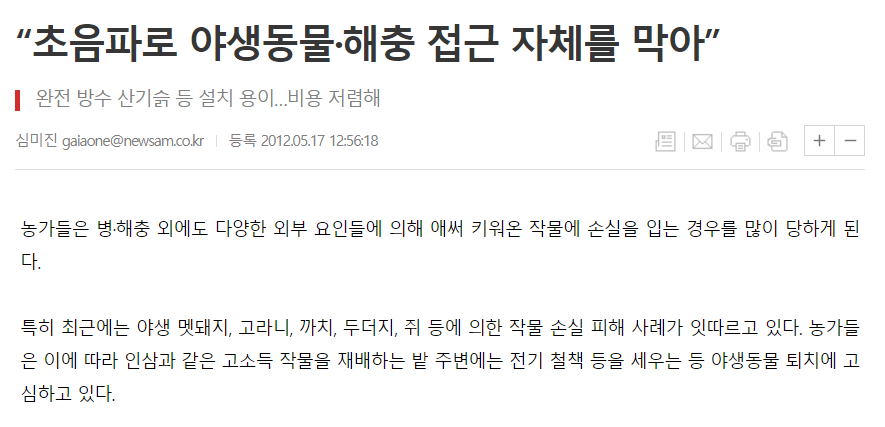 “초음파로 야생동물·해충 접근 자체를 막아”
완전 방수 산기슭 등 설치 용이...비용 저렴해
심미진 gaiaone@newsam.co.kr 등록 2012.05.17 12:56:18
농가들은 병·해충 외에도 다양한 외부 요인들에 의해 애써 키워온 작물에 손실을 입는 경우를 많이 당하게 된
다.
특히 최근에는 야생 멧돼지, 고라니, 까치, 두더지, 쥐 등에 의한 작물 손실 피해 사례가 잇따르고 있다. 농가들
은 이에 따라 인삼과 같은 고소득 작물을 재배하는 밭 주변에는 전기 철책 등을 세우는 등 야생동물 퇴치에 고
심하고 있다.